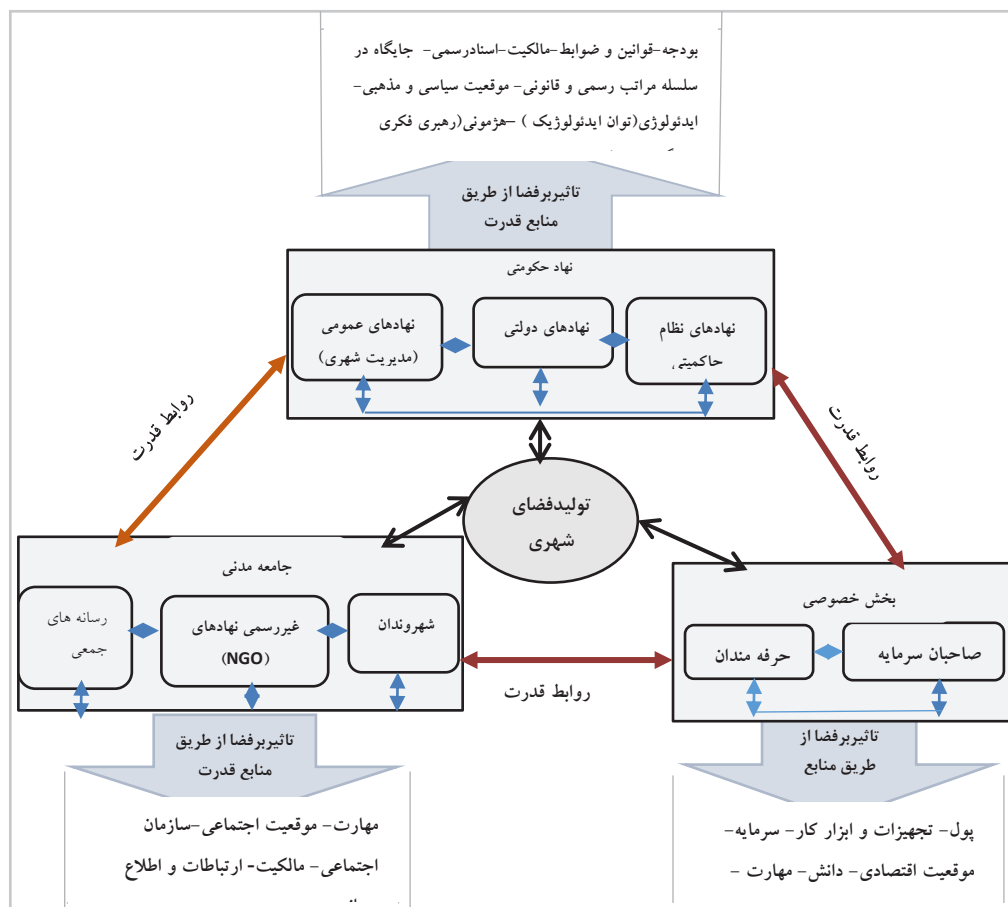 بودجه-قوانین و ضوابط-مالکیت-اسنادرسمی- جایگاه در
سلسله مراتب رسمی و قانونی- موقعیت سیاسی و مذهبی-
ایدئولوژی(توان ایدئولوژیک ) –هژمونی(رهبری فکری
تاثیربرفضا از طریق
منابع قدرت
نهاد حکومتی
نهادهای نظام
حاکمیتی
نهادهای دولتی
نهادهای عمومی
(مدیریت شهری)
روابط قدرت
روابط قدرت
تولیدفضای
شهری
بخش خصوصی
صاحبان سرمایه
حرفه مندان
جامعه مدنی
شهروندان
غیررسمی نهادهای
(NGO)
رسانه های
جمعی
روابط قدرت
تاثیربرفضا از
طریق منابع
تاثیربرفضا از طریق
منابع قدرت
پول- تجهیزات و ابزار کار- سرمایه-
موقعیت اقتصادی- دانش- مهارت -
مهارت- موقعیت اجتماعی-سازمان
اجتماعی- مالکیت- ارتباطات و اطلاع